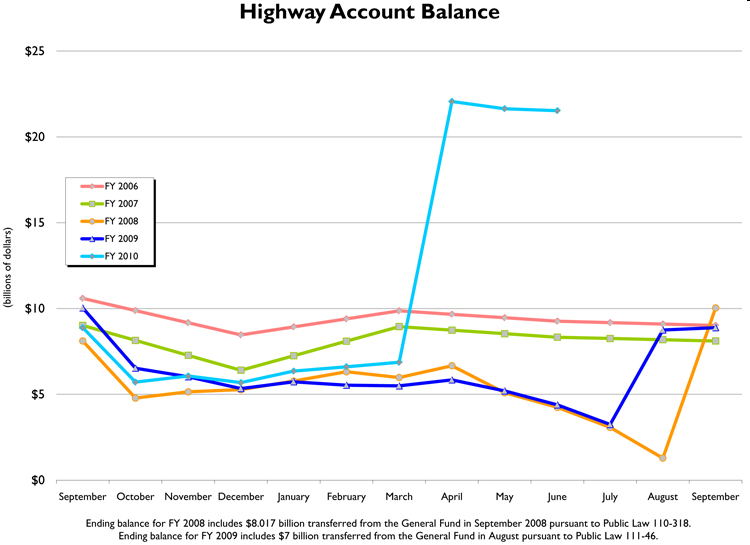 Highway Account Balance
$25
$20
$15
$10
$5
$0
(billions of dollars)
FY 2006
FY 2007
FY 2008
FY 2009
FY 2010
September October November December January February March April May June July August September
Ending balance for FY 2008 includes $8.017 billion transferred from the General Fund in September 2008 pursuant to Public Law 110-318.
Ending balance for FY 2009 includes $7 billion transferred from the General Fund in August pursuant to Public Law 111-46.